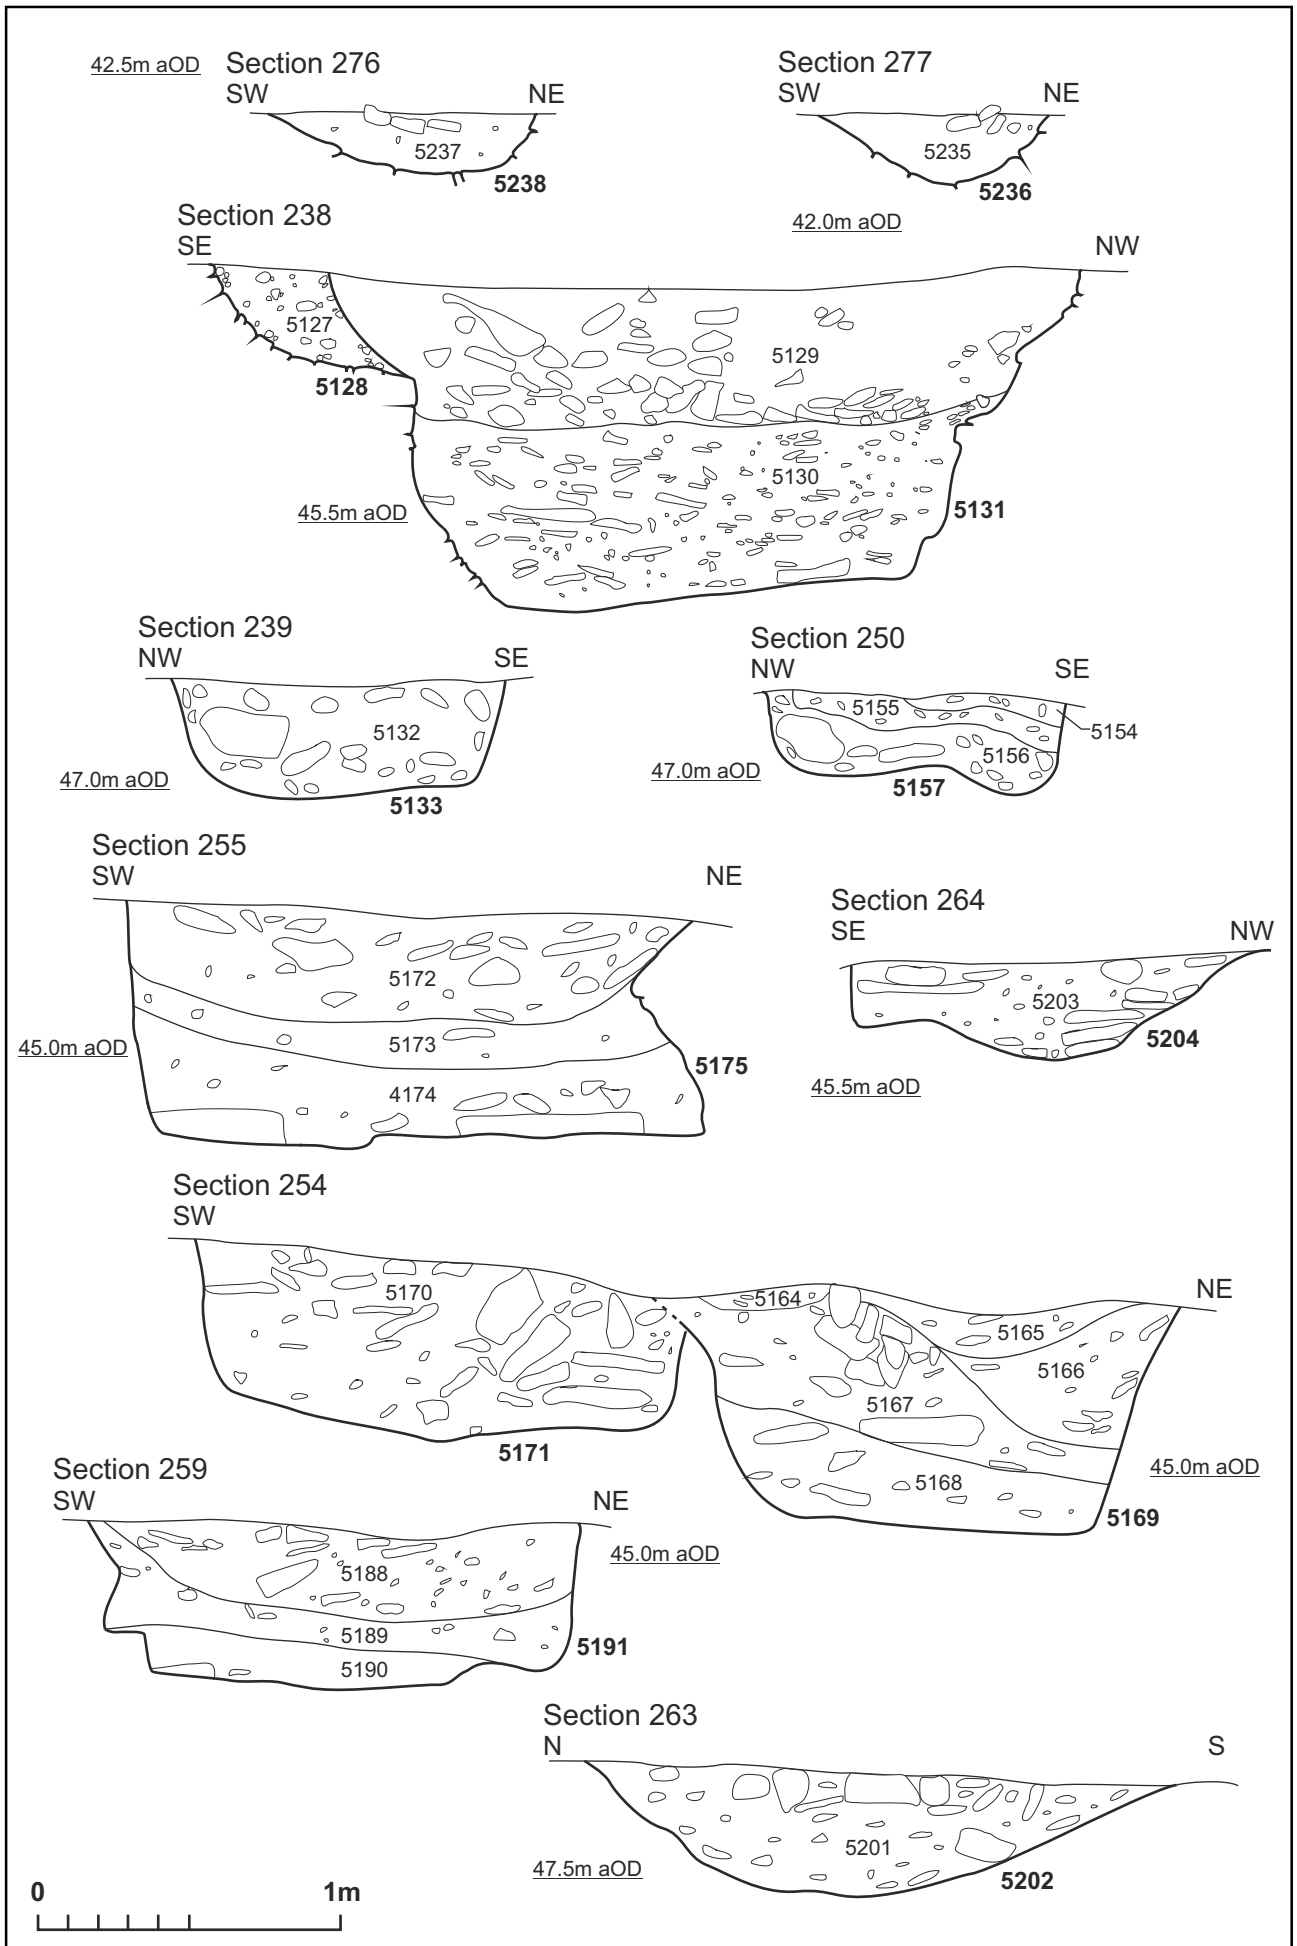 42.5m aOD Section 276
SW NE
5237
5238
Section 277
SW NE
5235
5236
42.0m aOD
Section 238
SE NW
5127
5128
5129
5130
5131
45.5m aOD
Section 239
NW SE
5132
47.0m aOD
5133
Section 250
NW SE
5155
5154
5156
47.0m aOD
5157
Section 255
SW NE
5172
5173
45.0m aOD
5175
4174
Section 264
SE NW
5203
5204
45.5m aOD
Section 254
SW NE
5170
5164
5165
5166
5167
5171
5168
45.0m aOD
5169
Section 259
SW NE
45.0m aOD
5188
5189
5191
5190
Section 263
N S
5201
47.5m aOD
5202
0 1m